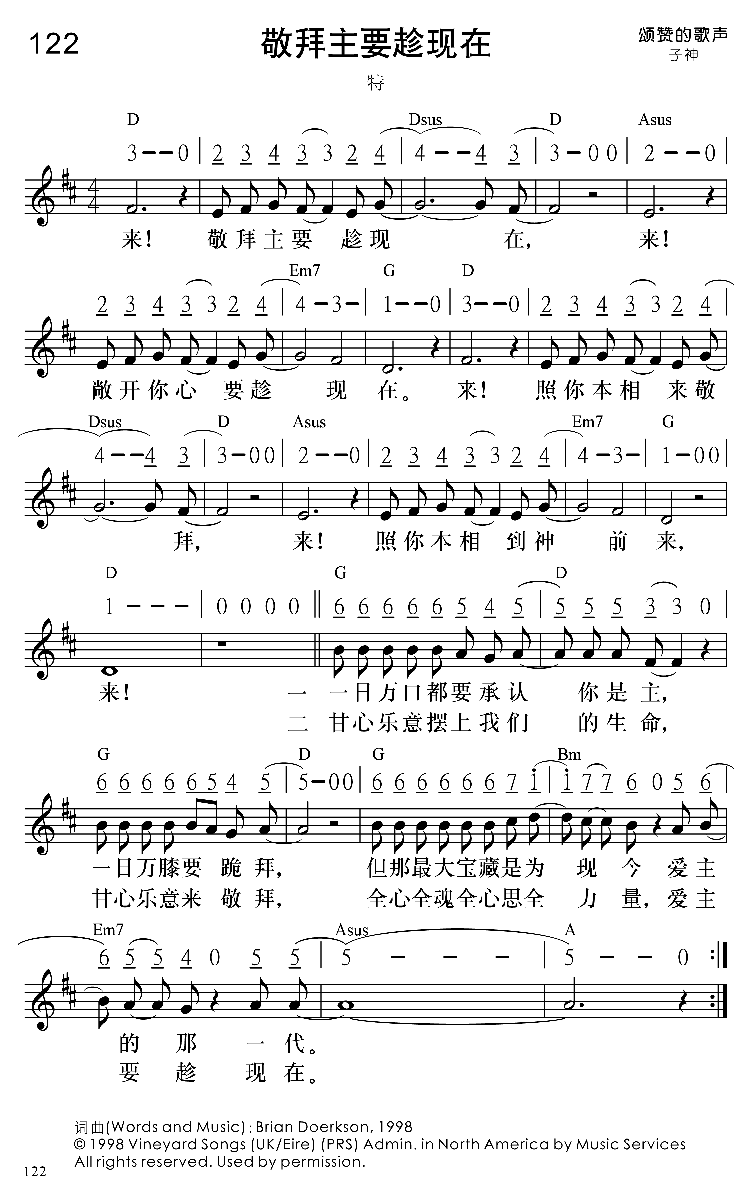 122
敬拜主要趁现在
颂赞的歌声
子神
特
D Dsus D Asus
3--0 | 2 3 4 3 3 2 4 | 4--4 3 | 3-00 | 2--0
来! 敬拜主要 趁现 在, 来!
Em7 G D
2 3 4 3 3 2 4 | 4-3- | 1--0 | 3--0 | 2 3 4 3 3 2 4
敞开你心 要趁 现 在。 来! 照你本相 来敬
Dsus D Asus Em7 G
4--4 3 | 3-00 | 2--0 | 2 3 4 3 3 2 4 | 4-3- | 1-00
拜, 来! 照你本相 到神 前 来,
D G D
1 - - - | 0 0 0 0 || 6 6 6 6 6 5 4 5 | 5 5 5 3 3 0
来! 一 一日万口都要承认 你是主,
二 甘心乐意摆上我们 的生命,
G D G Bm
6 6 6 6 6 5 4 5 | 5-00 | 6 6 6 6 6 6 7 1 | 1 7 7 6 0 5 6
一日万膝要 跪拜, 但那最大宝藏是为 现 今 爱主
甘心乐意来 敬拜, 全心全魂全心思全 力 量, 爱主
Em7 Asus A
6 5 5 4 0 5 5 | 5 - - - | 5 - - 0 :||
的 那 一 代。
要 趁 现 在。
词曲(Words and Music) : Brian Doerkson, 1998
© 1998 Vineyard Songs (UK/Eire) (PRS) Admin. in North America by Music Services
All rights reserved. Used by permission.
122